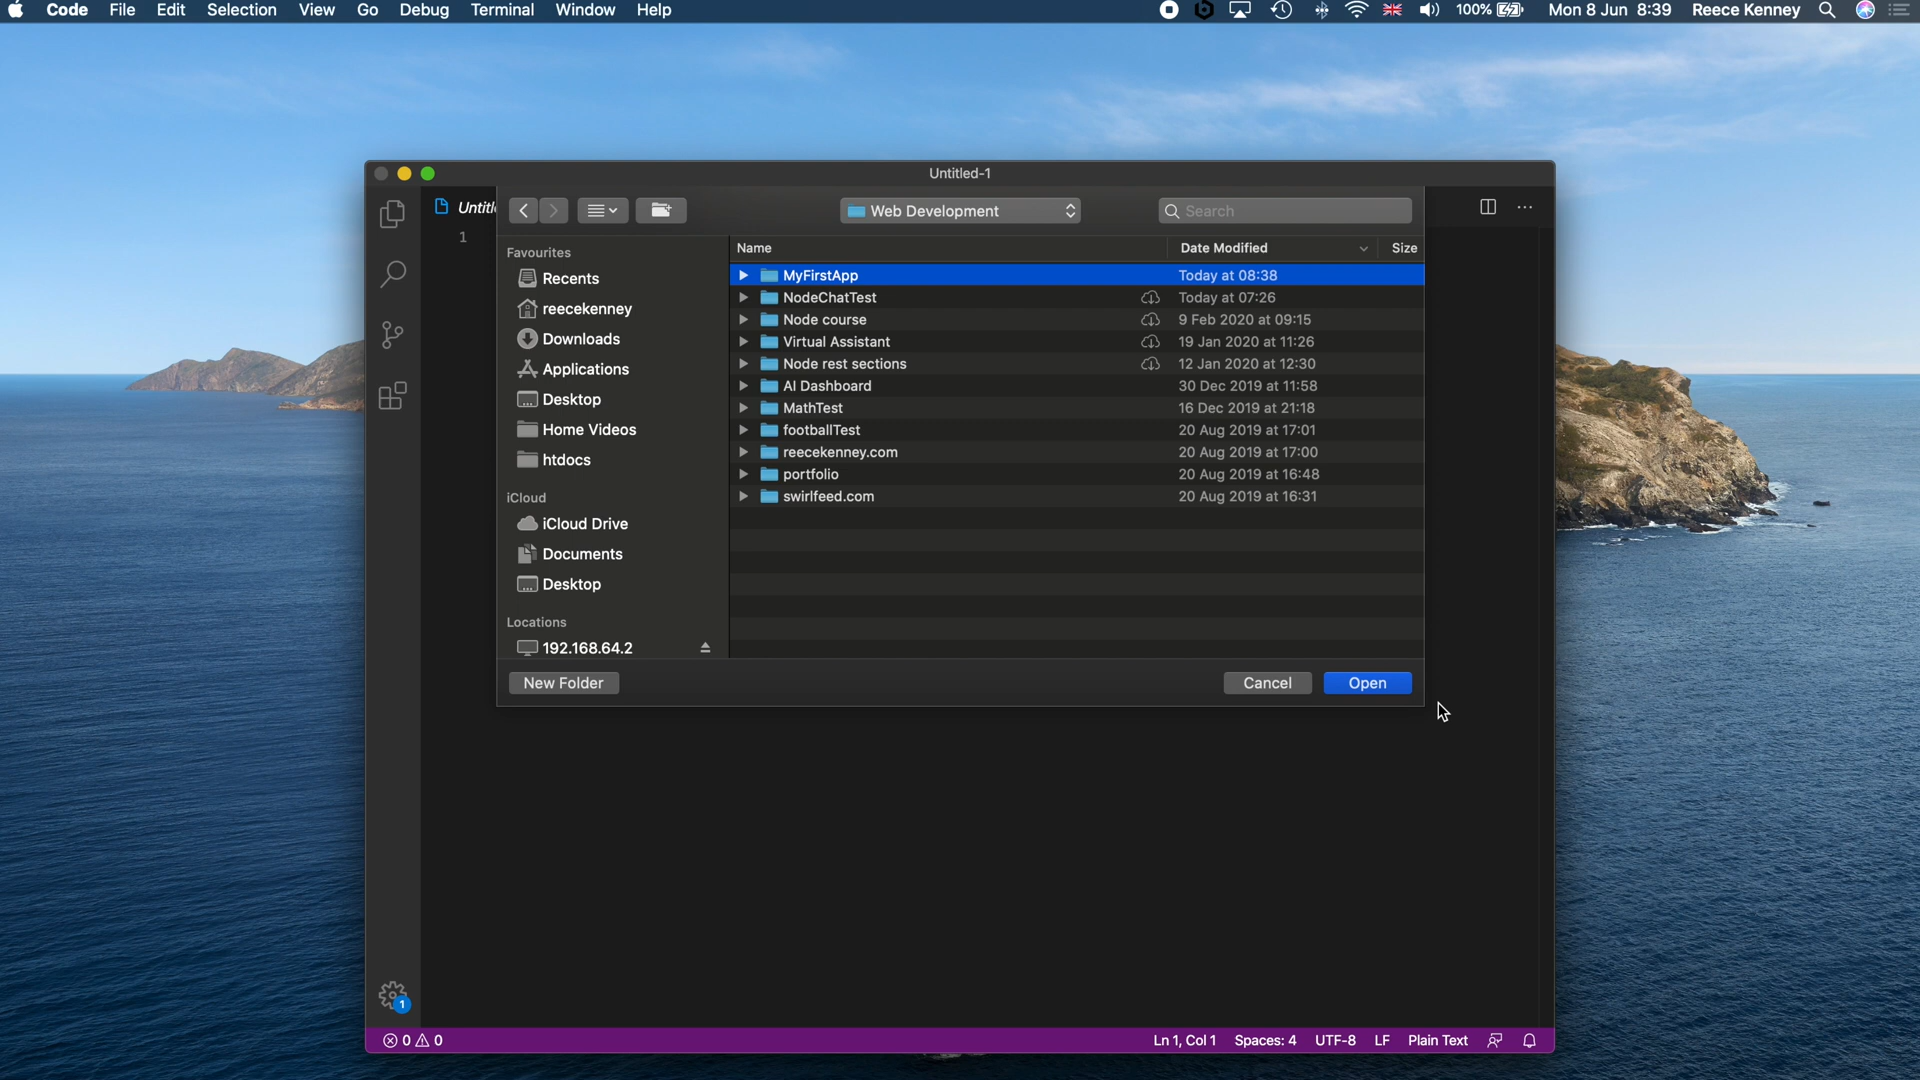 Code File Edit Selection View Go Debug Terminal Window Help 100% Mon 8 Jun 8:39 Reece Kenney
Untitled-1
Untitl
Web Development
Search
1
Favourites
Recents
reecekenney
Downloads
Applications
Desktop
Home Videos
htdocs
iCloud
iCloud Drive
Documents
Desktop
Locations
192.168.64.2
Name Date Modified Size
MyFirstApp Today at 08:38
NodeChatTest Today at 07:26
Node course 9 Feb 2020 at 09:15
Virtual Assistant 19 Jan 2020 at 11:26
Node rest sections 12 Jan 2020 at 12:30
AI Dashboard 30 Dec 2019 at 11:58
MathTest 16 Dec 2019 at 21:18
footballTest 20 Aug 2019 at 17:01
reecekenney.com 20 Aug 2019 at 17:00
portfolio 20 Aug 2019 at 16:48
swirlfeed.com 20 Aug 2019 at 16:31
New Folder Cancel Open
1
0 0 Ln 1, Col 1 Spaces: 4 UTF-8 LF Plain Text